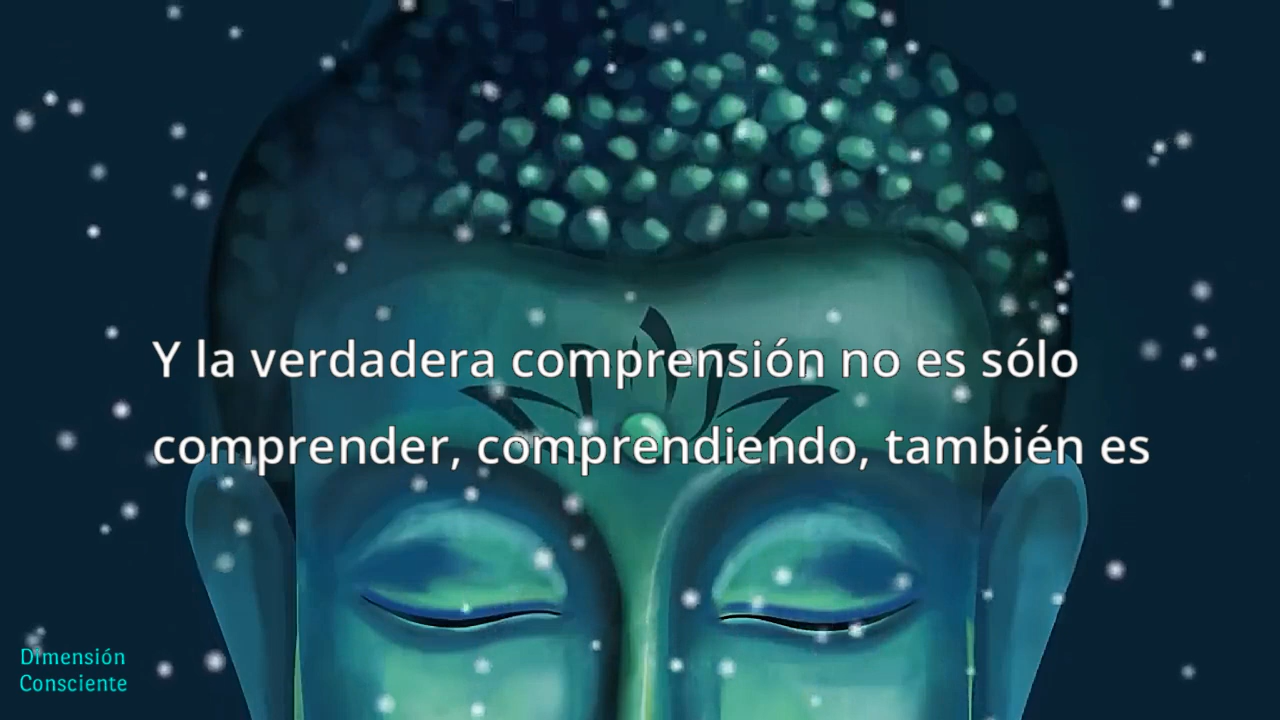 Y la verdadera comprensión no es sólo
comprender, comprendiendo, también es
Dimensión
Consciente